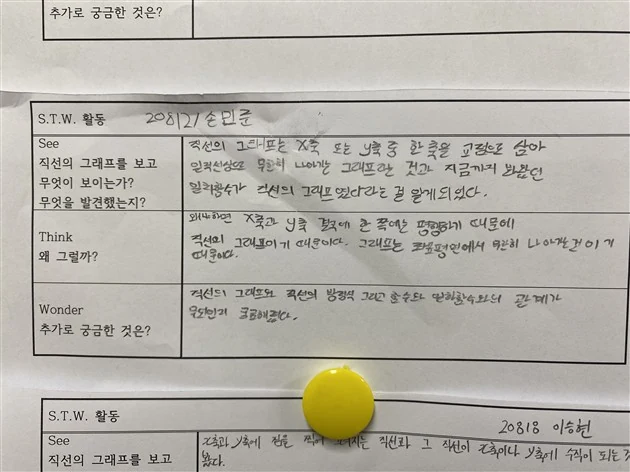 추가로 궁금한 것은?
S.T.W. 활동 20812 손민준
See
직선의 그래프를 보고
무엇이 보이는가?
무엇을 발견했는지?
직선의 그래프는 X축 또는 y축 중 한 축을 교점으로 삼아
일직선상으로 무한히 나아가는 그래프라는 것과 지금까지 봐왔던
일차함수가 직선의 그래프였다라는 걸 알게되었다.
Think
왜 그럴까?
왜냐하면 X축과 y축 둘중에 한 쪽에는 평행하기 때문에
직선의 그래프이기 때문이다. 그래프는 좌표평면에서 무한히 나아가는 것이기
때문이다.
Wonder
추가로 궁금한 것은?
직선의 그래프와 직선의 방정식 그리고 함수와 일차함수와의 관계가
무엇인지 궁금해졌다.
S.T.W. 활동
20818 이승현
See
직선의 그래프를 보고
x축과 y축에 점을 찍어 그려지는 직선과 그 직선이 x축이나 y축에 수직이 되는 것
봤다.